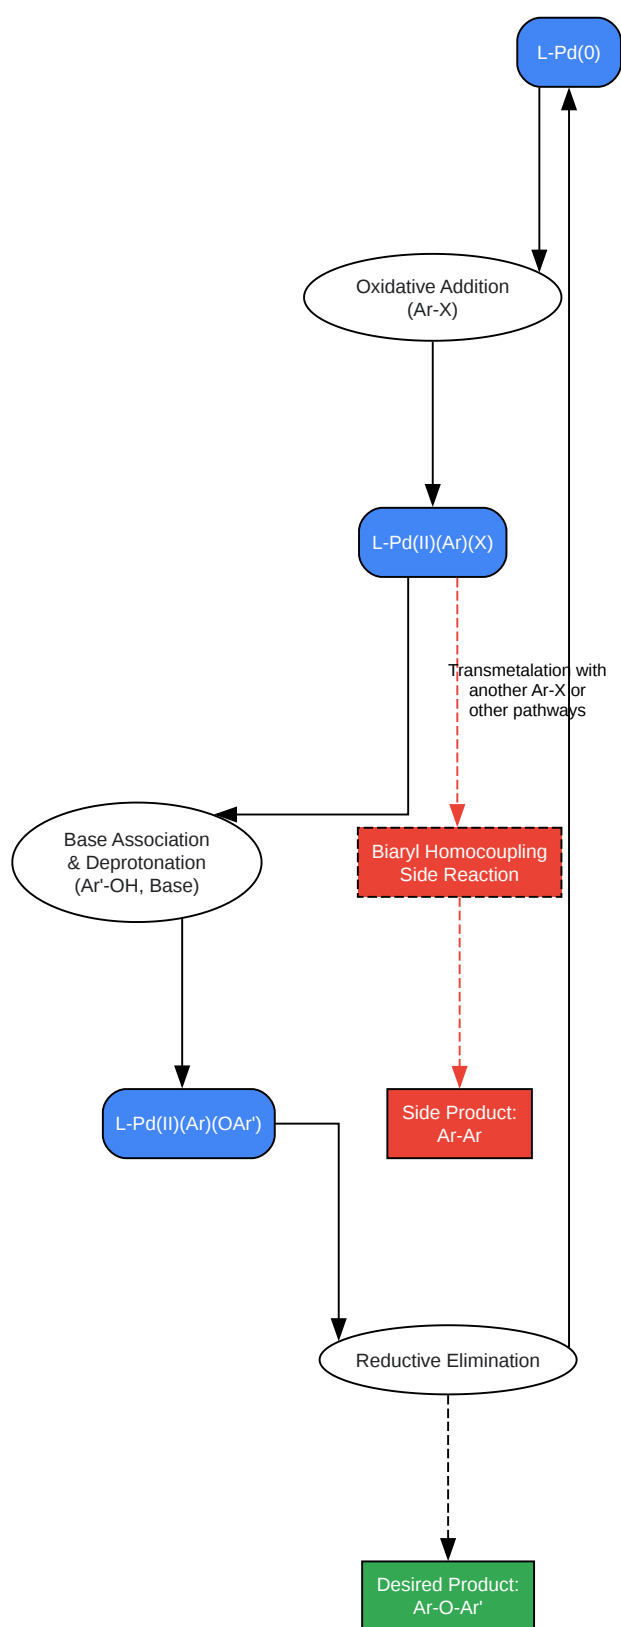 L-Pd(0)
Oxidative Addition
(Ar-X)
L-Pd(II)(Ar)(X)
Transmetalation with
another Ar-X or
other pathways
Base Association
& Deprotonation
(Ar'-OH, Base)
Biaryl Homocoupling
Side Reaction
L-Pd(II)(Ar)(OAr')
Side Product:
Ar-Ar
Reductive Elimination
Desired Product:
Ar-O-Ar'